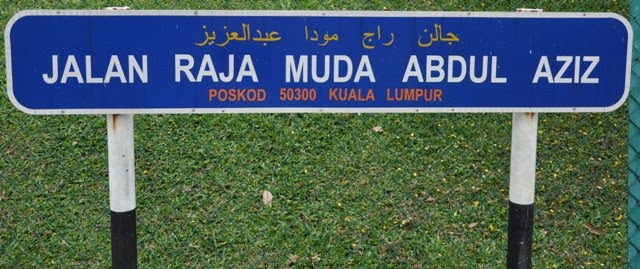 جالن راج مودا عبدالعزيز
JALAN RAJA MUDA ABDUL AZIZ
POSKOD 50300 KUALA LUMPUR